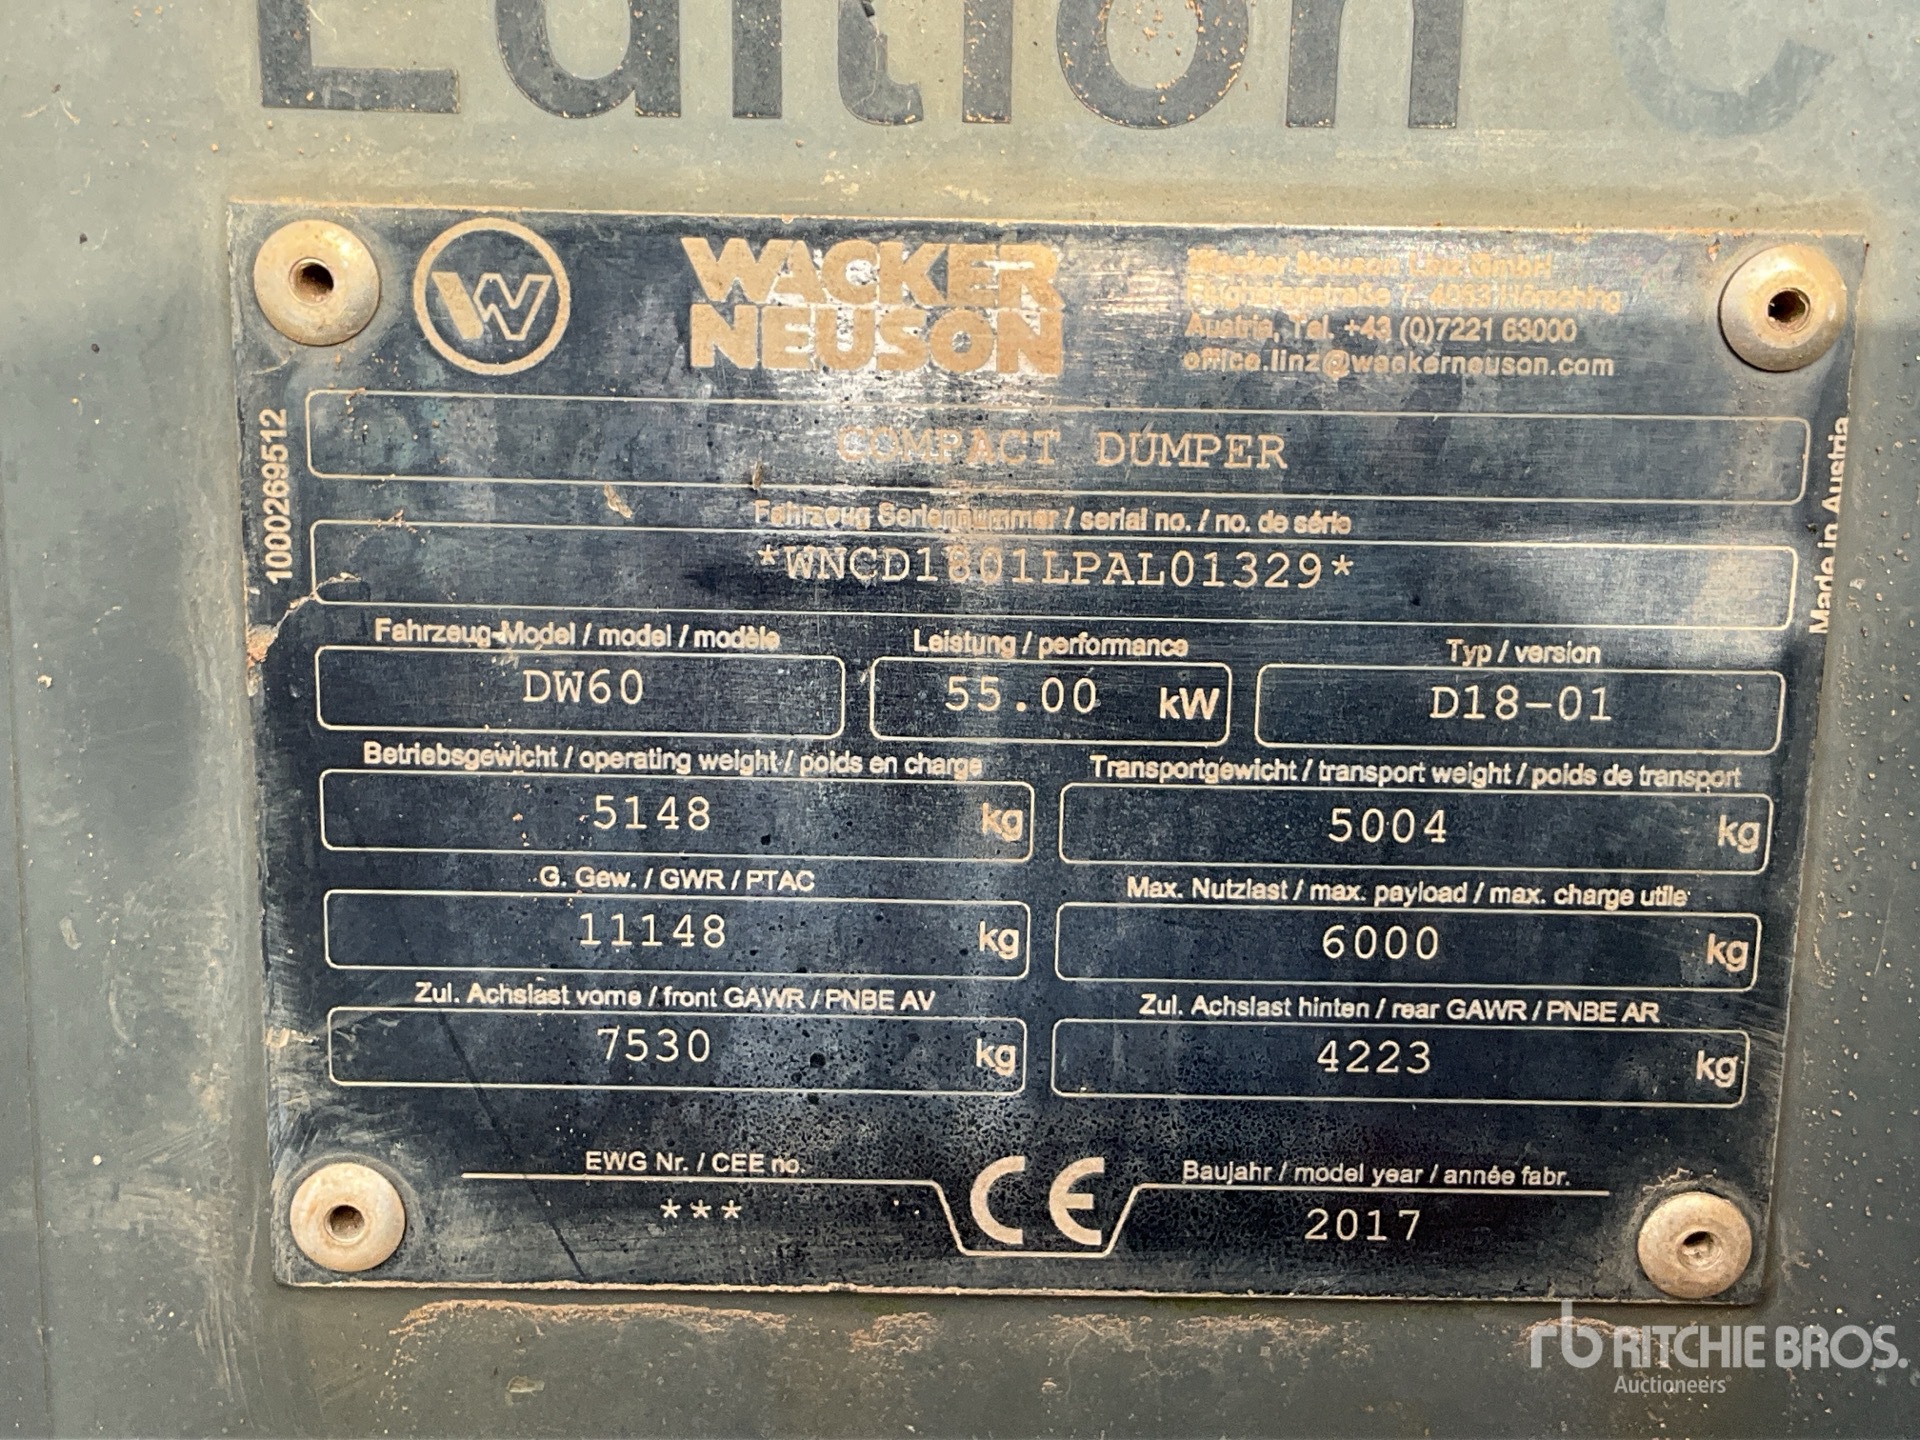 Edition
W
WACKER
NEUSON
Wacker Neuson Linz GmbH
Flughafenstraße 7, 4063 Hörsching
Austria, Tel. +43 (0)7221 63000
office.linz@wackerneuson.com
1000269512
COMPACT DUMPER
Made in Austria
Fahrzeug Seriennummer / serial no. / no. de série
*WNCD1801LPAL01329*
Fahrzeug-Model / model / modèle Leistung / performance Typ / version
DW60 55.00 kW D18-01
Betriebsgewicht / operating weight / poids en charge Transportgewicht / transport weight / poids de transport
5148 kg 5004 kg
G. Gew. / GWR / PTAC Max. Nutzlast / max. payload / max. charge utile
11148 kg 6000 kg
Zul. Achslast vorne / front GAWR / PNBE AV Zul. Achslast hinten / rear GAWR / PNBE AR
7530 kg 4223 kg
EWG Nr. / CEE no. CE Baujahr / model year / année fabr.
*** 2017
rb RITCHIE BROS.
Auctioneers